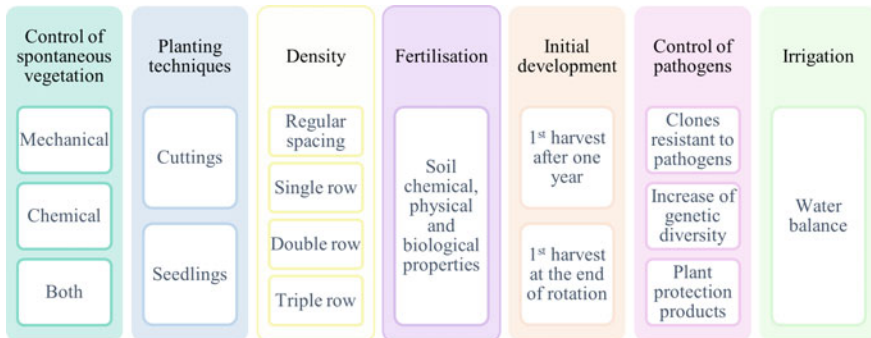 Control of
spontaneous
vegetation
Mechanical
Chemical
Both
Planting
techniques
Cuttings
Seedlings
Density
Regular
spacing
Single row
Double row
Triple row
Fertilisation
Soil
chemical,
physical
and
biological
properties
Initial
development
1st harvest
after one
year
1st harvest
at the end
of rotation
Control of
pathogens
Clones
resistant to
pathogens
Increase of
genetic
diversity
Plant
protection
products
Irrigation
Water
balance